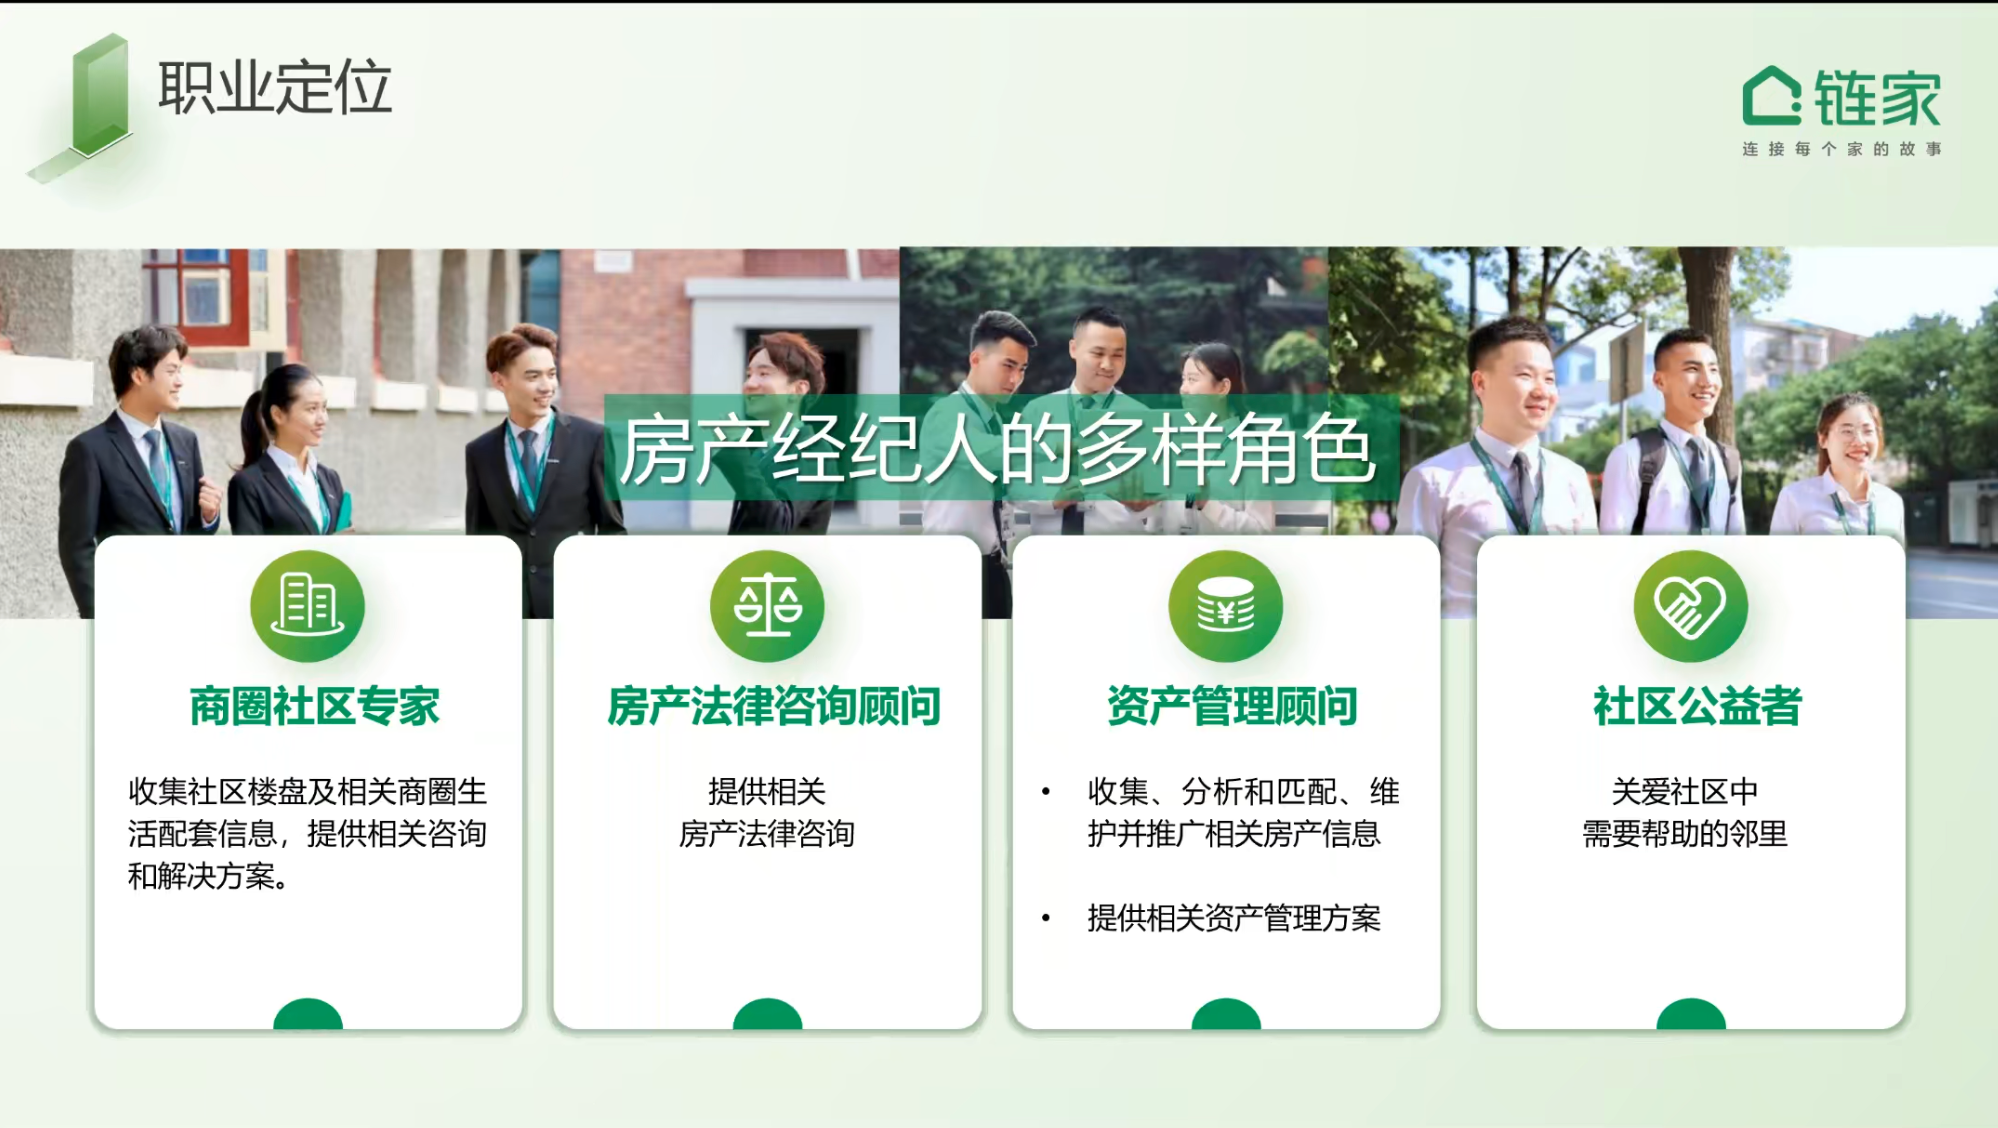 职业定位
链家
连接每个家的故事
房产经纪人的多样角色
商圈社区专家
收集社区楼盘及相关商圈生
活配套信息，提供相关咨询
和解决方案。
房产法律咨询顾问
提供相关
房产法律咨询
资产管理顾问
• 收集、分析和匹配、维
护并推广相关房产信息
• 提供相关资产管理方案
社区公益者
关爱社区中
需要帮助的邻里